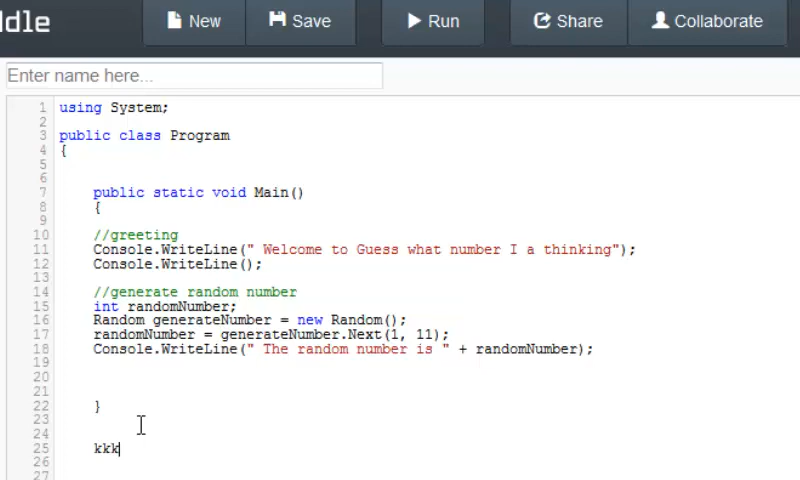 ddle
New
Save
Run
Share
Collaborate
Enter name here...
1 using System;
2
3 public class Program
4 {
5
6
7 public static void Main()
8 {
9
10 //greeting
11 Console.WriteLine(" Welcome to Guess what number I a thinking");
12 Console.WriteLine();
13
14 //generate random number
15 int randomNumber;
16 Random generateNumber = new Random();
17 randomNumber = generateNumber.Next(1, 11);
18 Console.WriteLine(" The random number is " + randomNumber);
19
20
21
22 }
23
24
25 kkk
26
27